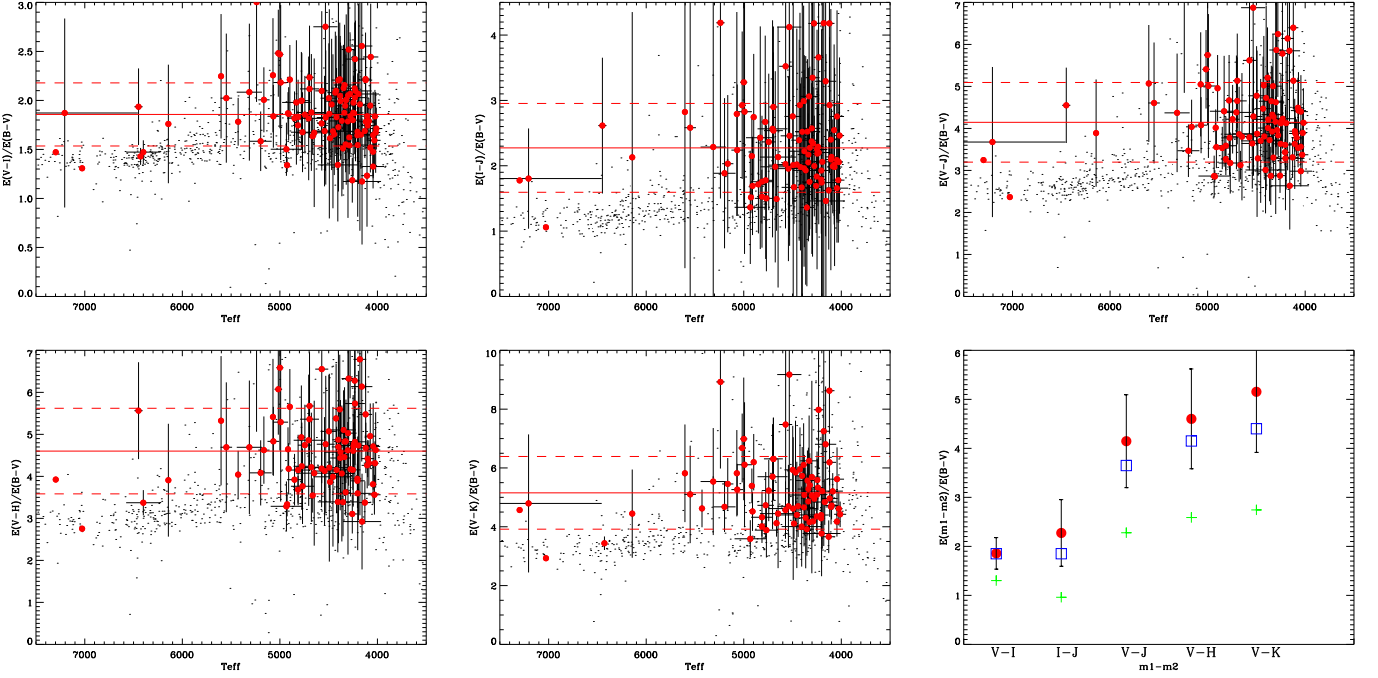 3.0
2.5
2.0
1.5
1.0
0.5
0.0
E(V-I)/E(B-V)
7000 6000 5000 4000
Teff
4
3
2
1
0
E(I-J)/E(B-V)
7000 6000 5000 4000
Teff
7
6
5
4
3
2
1
0
E(V-J)/E(B-V)
7000 6000 5000 4000
Teff
7
6
5
4
3
2
1
0
E(V-H)/E(B-V)
7000 6000 5000 4000
Teff
10
8
6
4
2
0
E(V-K)/E(B-V)
7000 6000 5000 4000
Teff
6
5
4
3
2
1
0
E(m1-m2)/E(B-V)
V-I I-J V-J V-H V-K
m1-m2